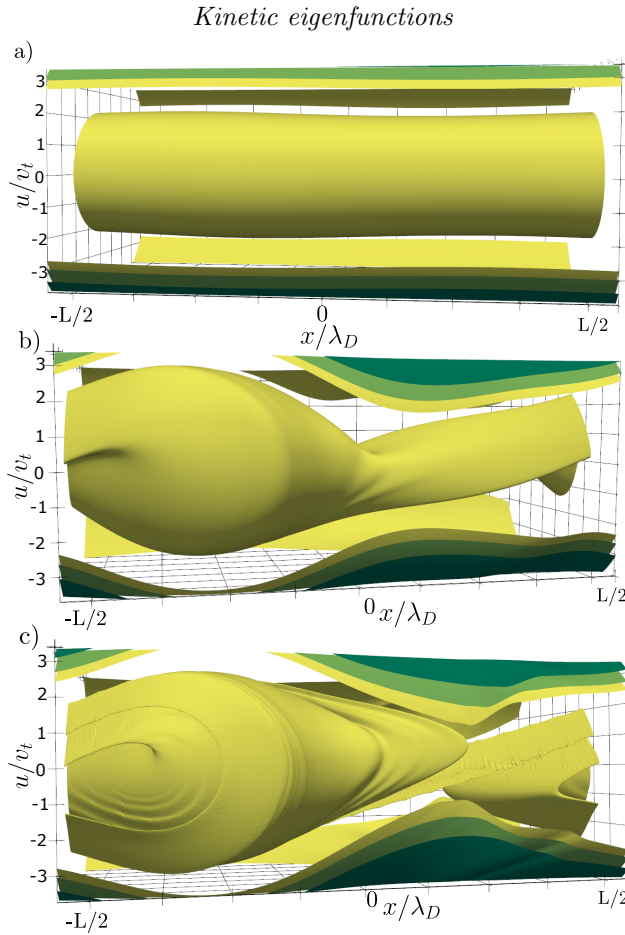 Kinetic eigenfunctions
a)
3
2
1
0
-1
-2
-3
u/v_t
-L/2
0
L/2
x/λ_D
b)
3
2
1
0
-1
-2
-3
u/v_t
-L/2
0 x/λ_D
L/2
c)
3
2
1
0
-1
-2
-3
u/v_t
-L/2
0 x/λ_D
L/2